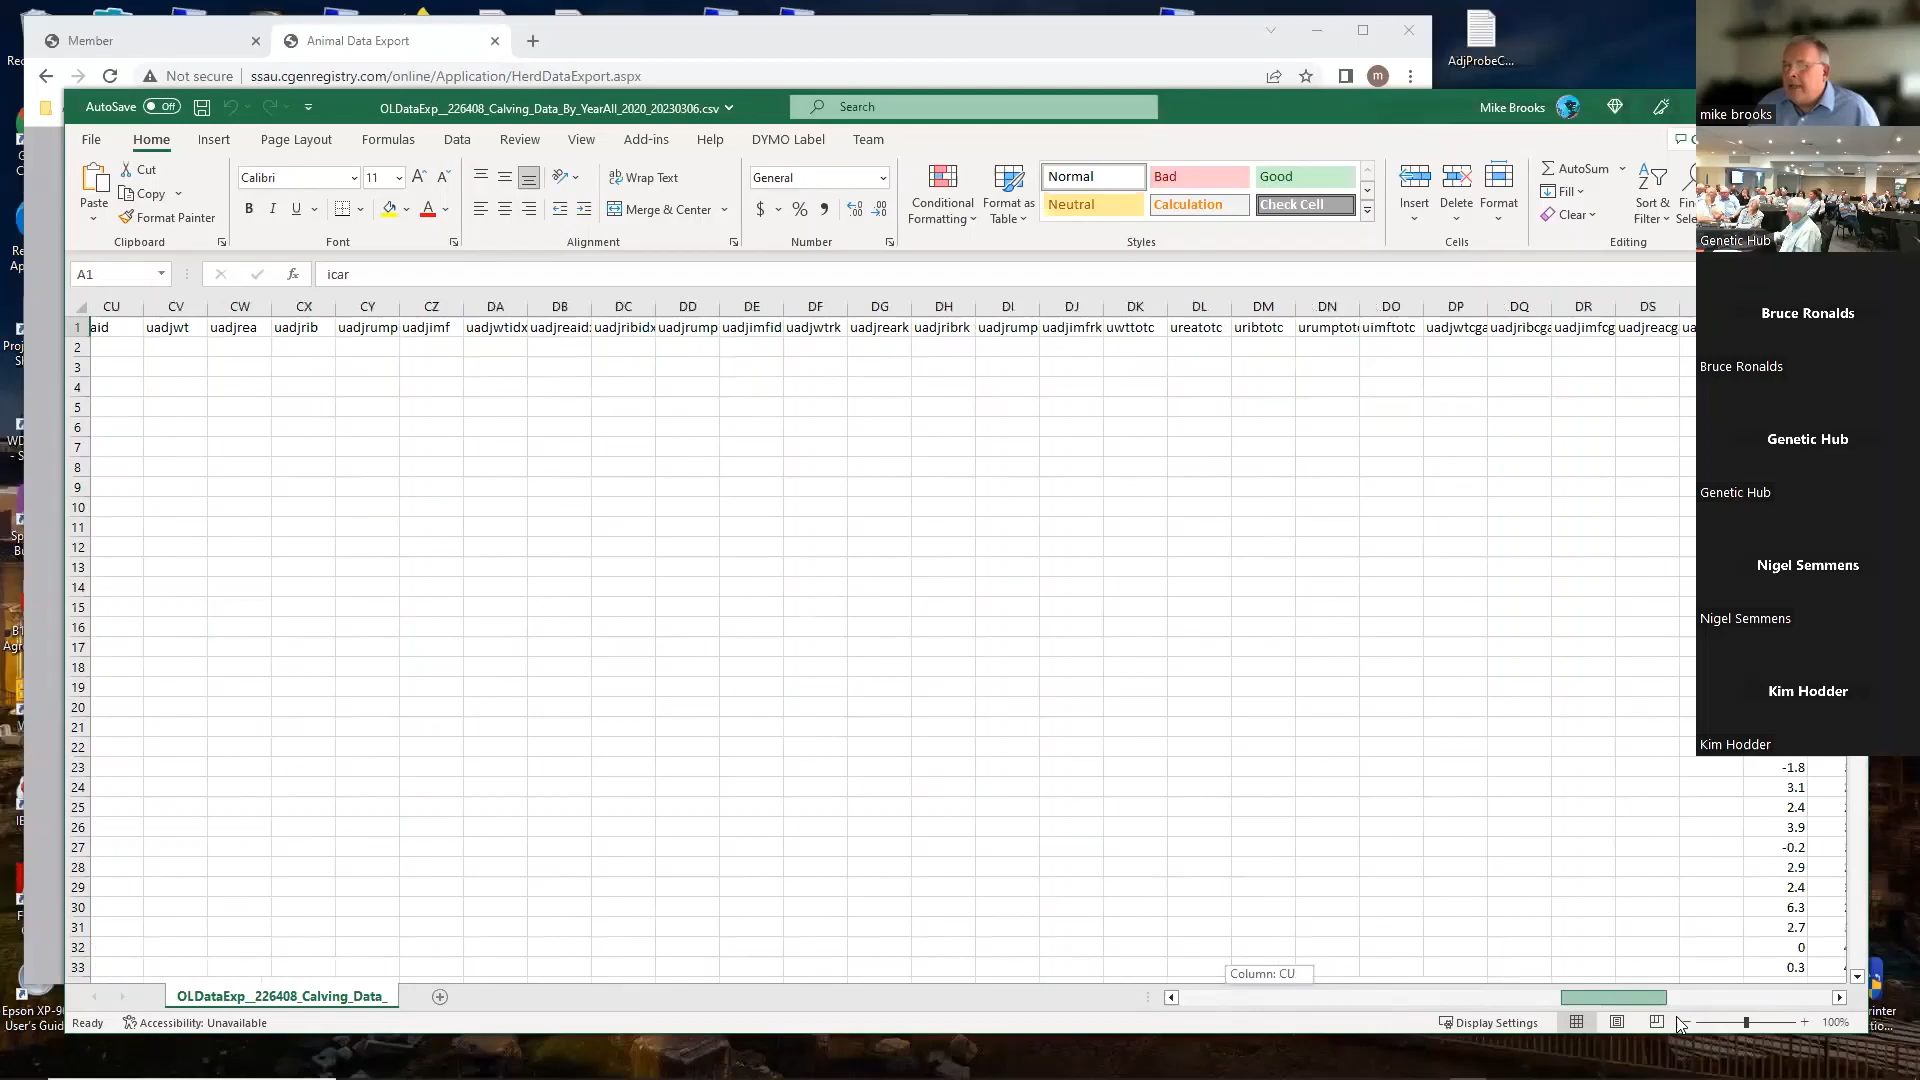 Member
Animal Data Export
AdjProbeC...
Not secure
ssau.cgenregistry.com/online/Application/HerdDataExport.aspx
m
AutoSave Off
OLDataExp__226408_Calving_Data_By_YearAll_2020_20230306.csv
Search
Mike Brooks
File Home Insert Page Layout Formulas Data Review View Add-ins Help DYMO Label Team
Paste
Cut
Copy
Format Painter
Clipboard
Calibri 11
B I U
Font
Wrap Text
Merge & Center
Alignment
General
Number
Conditional Formatting
Format as Table
Normal Bad Good
Neutral Calculation Check Cell
Styles
Insert Delete Format
Cells
AutoSum
Fill
Clear
Sort & Filter
Editing
A1
icar
CU CV CW CX CY CZ DA DB DC DD DE DF DG DH DI DJ DK DL DM DN DO DP DQ DR DS
1 aid uadjwt uadjrea uadjrib uadjrump uadjimf uadjwtidx uadjreaid uadjribidx uadjrump uadjimfid uadjwtrk uadjreark uadjribrk uadjrump uadjimfrk uwttotc ureatotc uribtotc urumptot uimftotc uadjwtcga uadjribcga uadjimfcg uadjreacg ua
2
3
4
5
6
7
8
9
10
11
12
13
14
15
16
17
18
19
20
21
22
23 -1.8
24 3.1
25 2.4
26 3.9
27 -0.2
28 2.9
29 2.4
30 6.3
31 2.7
32 0
33 0.3
Column: CU
OLDataExp__226408_Calving_Data_
Ready
Accessibility: Unavailable
Display Settings
100%
Epson XP-9
User's Guid
mike brooks
Genetic Hub
Bruce Ronalds
Bruce Ronalds
Genetic Hub
Genetic Hub
Nigel Semmens
Nigel Semmens
Kim Hodder
Kim Hodder